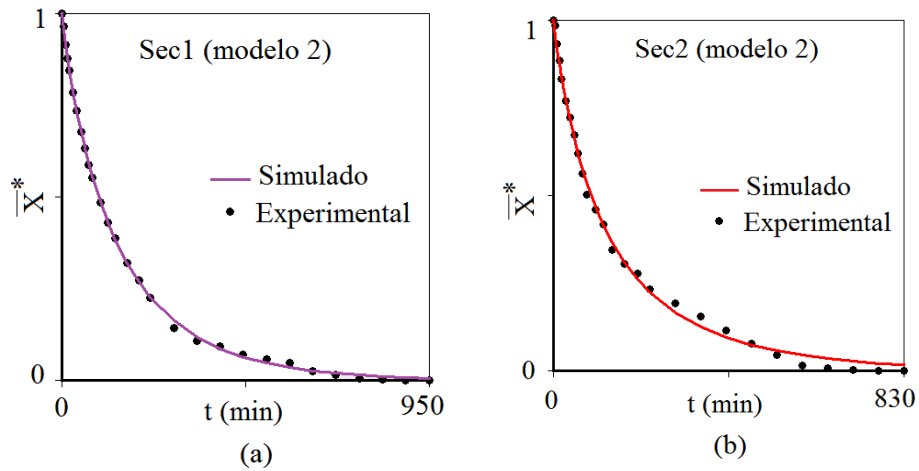 1
Sec1 (modelo 2)
Simulado
Experimental
X̅*
0
0
t (min)
950
(a)
1
Sec2 (modelo 2)
Simulado
Experimental
X̅*
0
0
t (min)
830
(b)